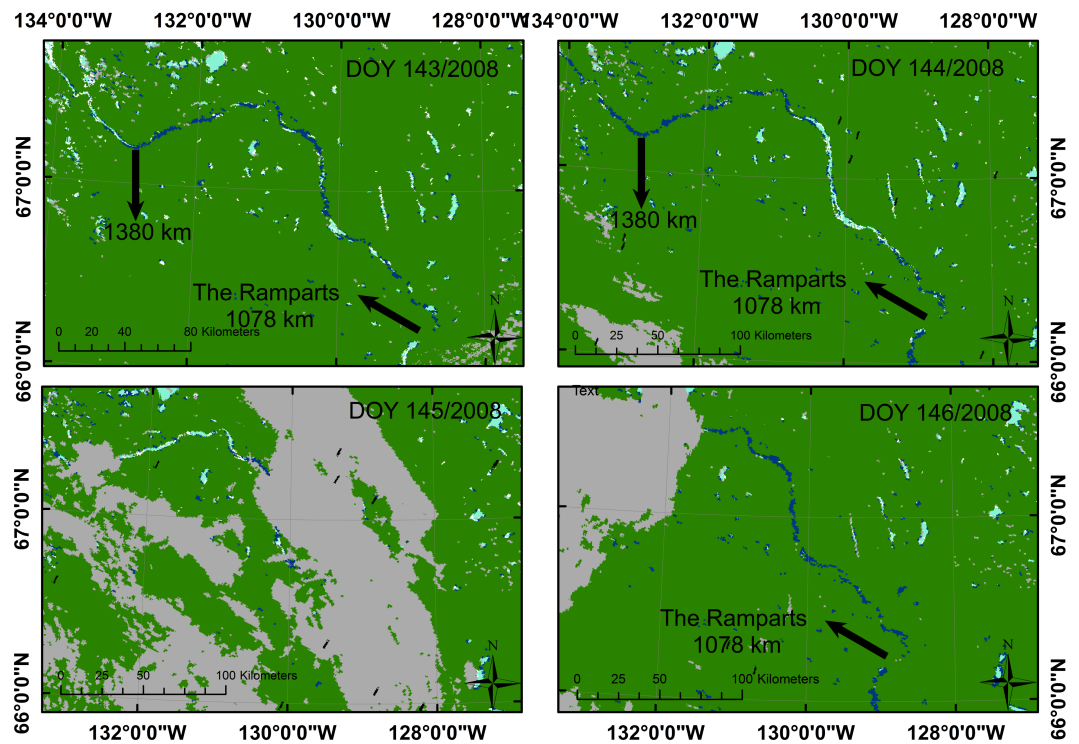 134°0'0"W 132°0'0"W 130°0'0"W 128°0'0"W
134°0'0"W 132°0'0"W 130°0'0"W 128°0'0"W
DOY 143/2008
DOY 144/2008
67°0'0"N
67°0'0"N
1380 km
1380 km
The Ramparts
1078 km
The Ramparts
1078 km
N
N
0 20 40 80 Kilometers
0 25 50 100 Kilometers
66°0'0"N
66°0'0"N
Text
DOY 145/2008
DOY 146/2008
67°0'0"N
67°0'0"N
The Ramparts
1078 km
N
N
0 25 50 100 Kilometers
0 25 50 100 Kilometers
66°0'0"N
66°0'0"N
132°0'0"W 130°0'0"W 128°0'0"W
132°0'0"W 130°0'0"W 128°0'0"W